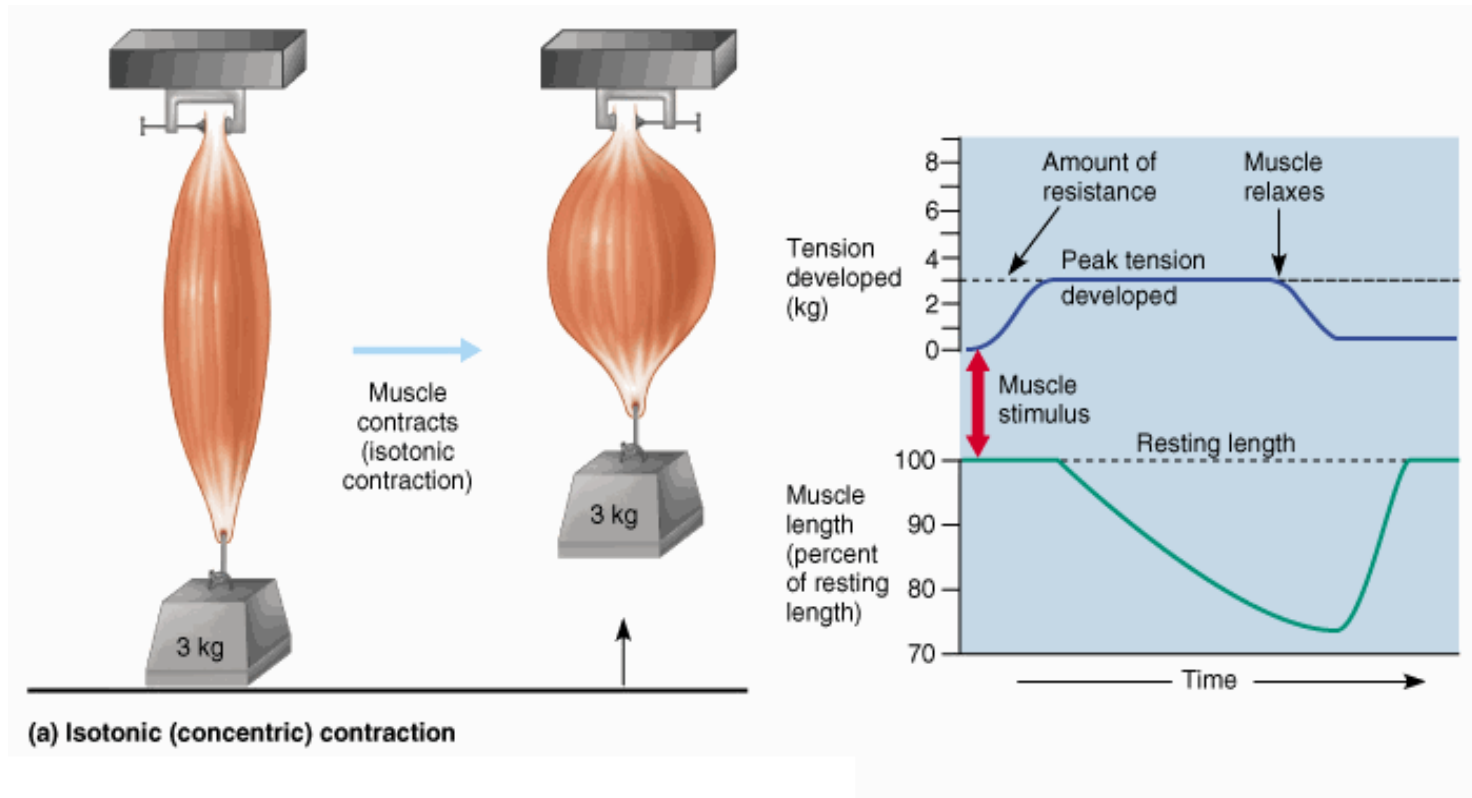 3 kg
Muscle
contracts
(isotonic
contraction)
3 kg
(a) Isotonic (concentric) contraction
Tension
developed
(kg)
8
6
4
2
0
Amount of
resistance
Muscle
relaxes
Peak tension
developed
Muscle
stimulus
Resting length
Muscle
length
(percent
of resting
length)
100
90
80
70
Time